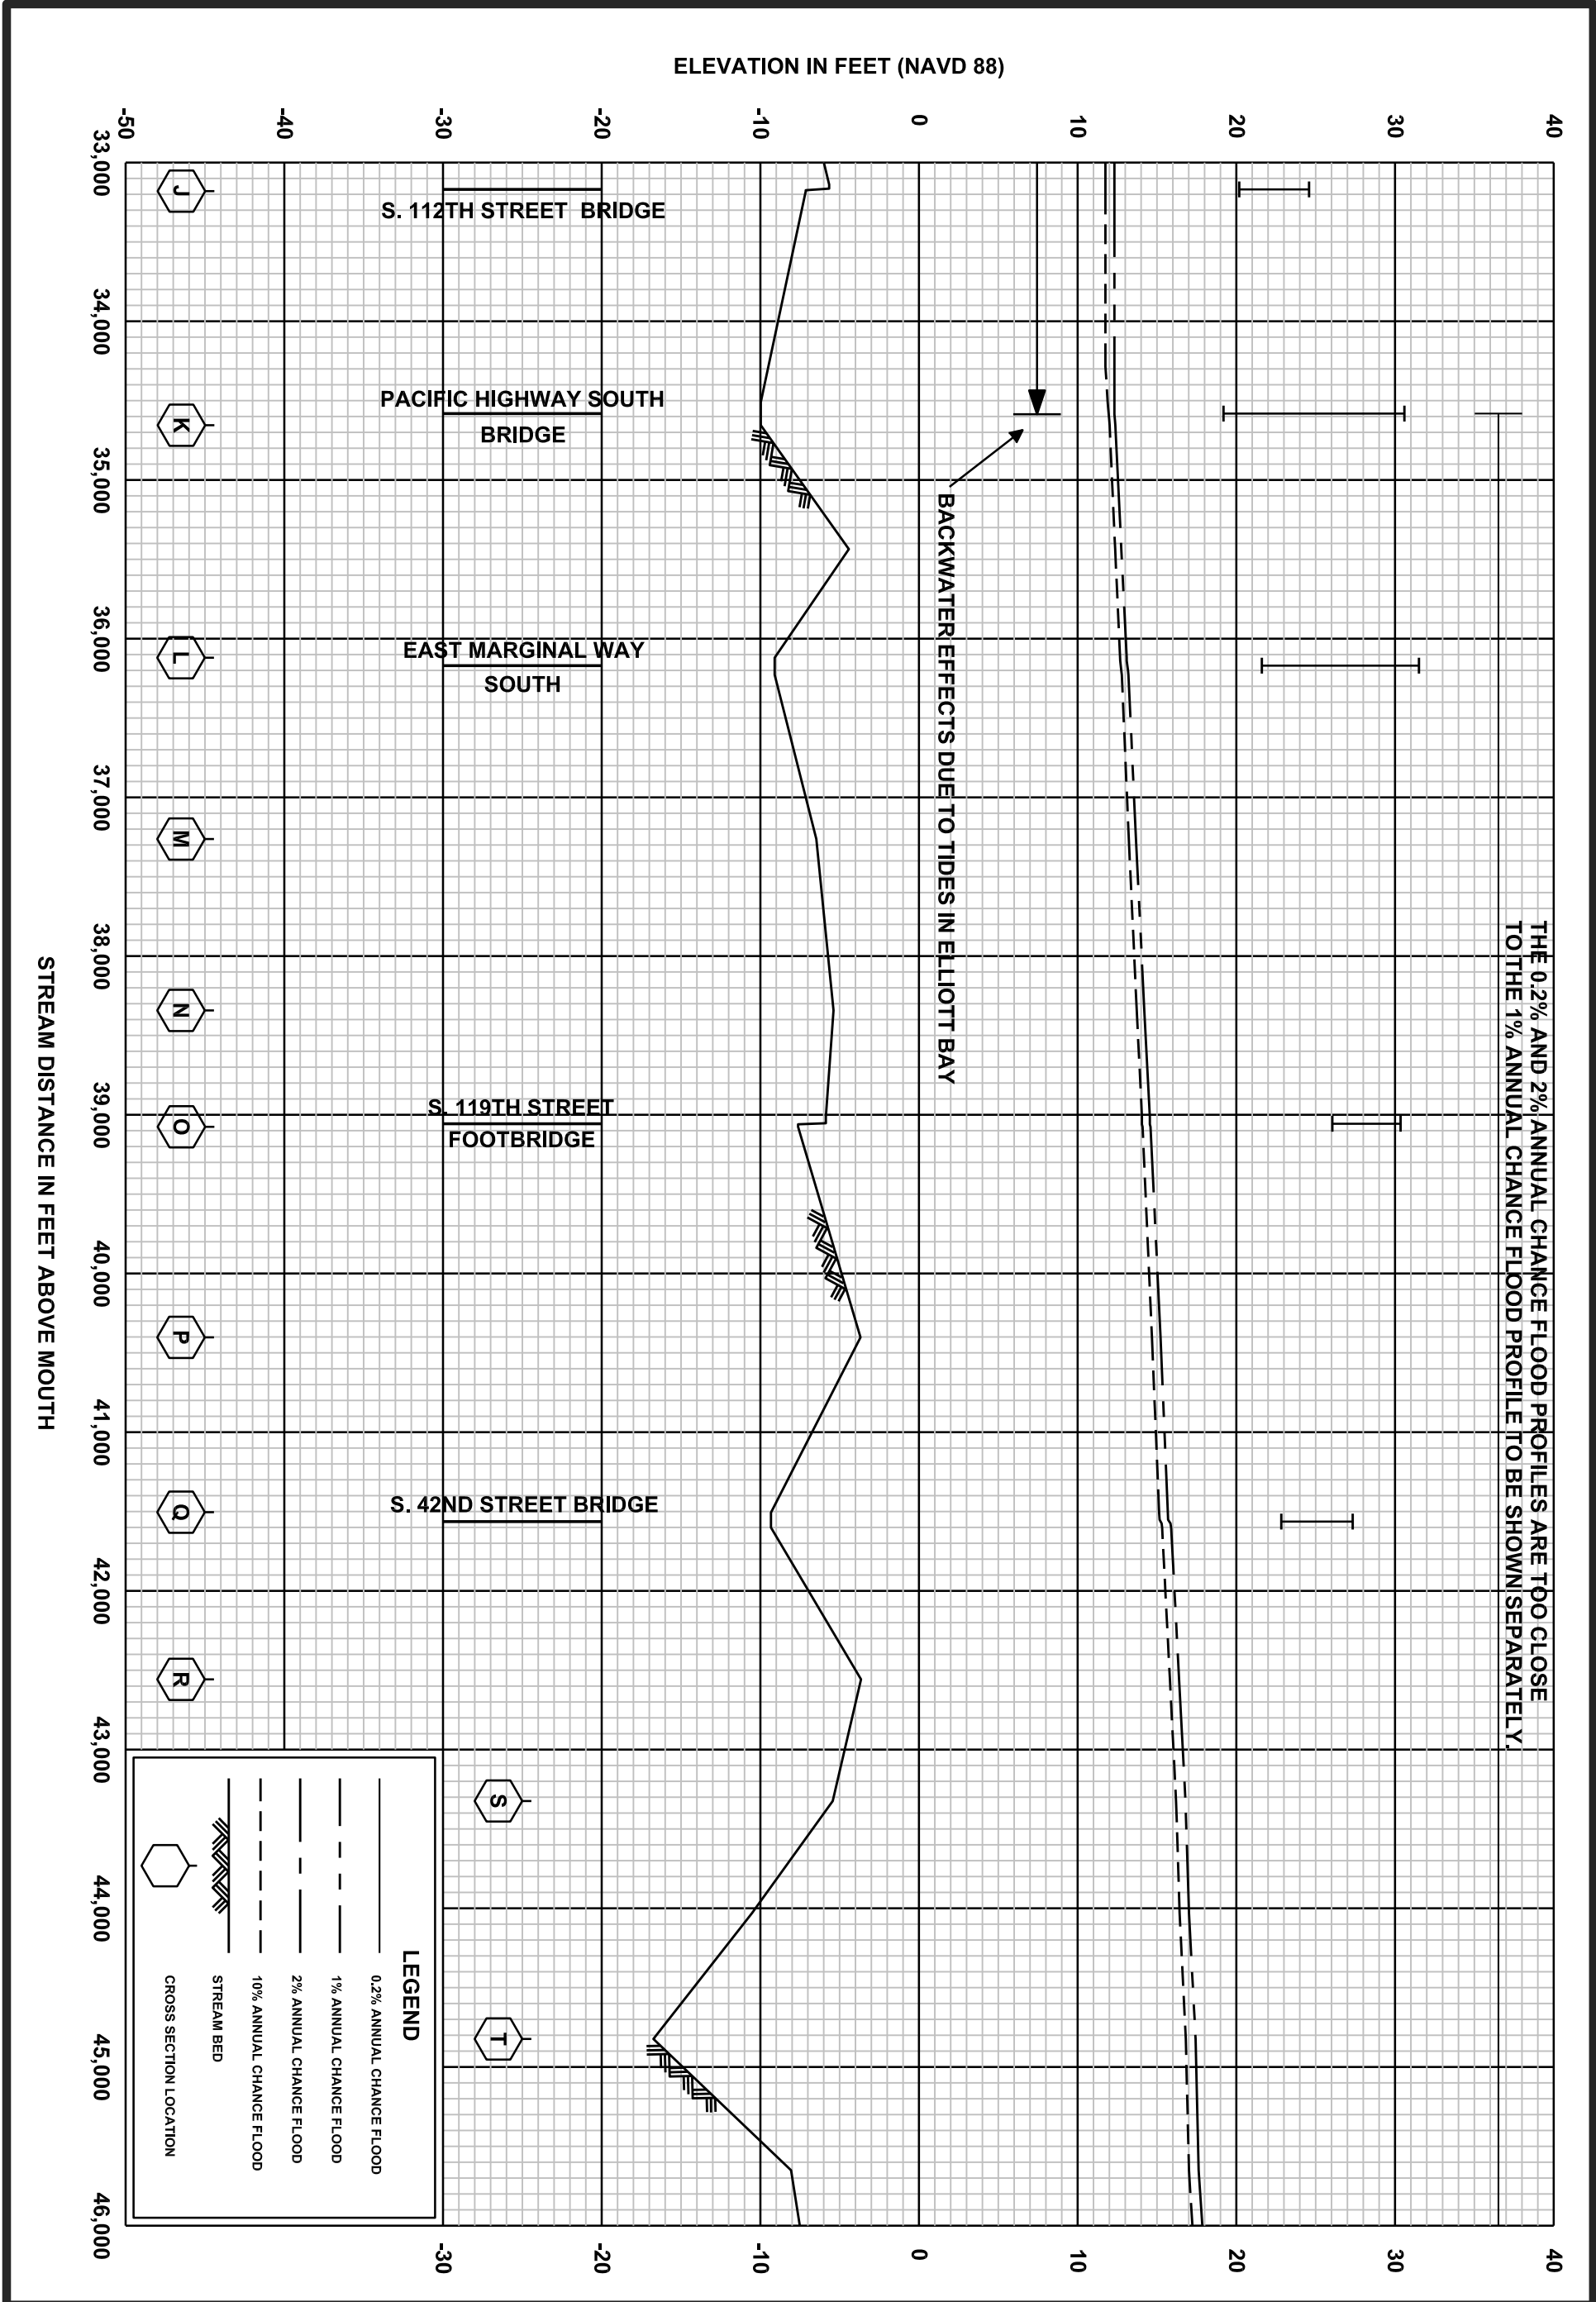 THE 0.2% AND 2% ANNUAL CHANCE FLOOD PROFILES ARE TOO CLOSE
TO THE 1% ANNUAL CHANCE FLOOD PROFILE TO BE SHOWN SEPARATELY.
ELEVATION IN FEET (NAVD 88)
40
30
20
10
0
-10
-20
-30
-40
-50
40
30
20
10
0
-10
-20
-30
BACKWATER EFFECTS DUE TO TIDES IN ELLIOTT BAY
S. 112TH STREET BRIDGE
PACIFIC HIGHWAY SOUTH
BRIDGE
EAST MARGINAL WAY
SOUTH
S. 119TH STREET
FOOTBRIDGE
S. 42ND STREET BRIDGE
J
K
L
M
N
O
P
Q
R
S
T
33,000
34,000
35,000
36,000
37,000
38,000
39,000
40,000
41,000
42,000
43,000
44,000
45,000
46,000
STREAM DISTANCE IN FEET ABOVE MOUTH
LEGEND
0.2% ANNUAL CHANCE FLOOD
1% ANNUAL CHANCE FLOOD
2% ANNUAL CHANCE FLOOD
10% ANNUAL CHANCE FLOOD
STREAM BED
CROSS SECTION LOCATION